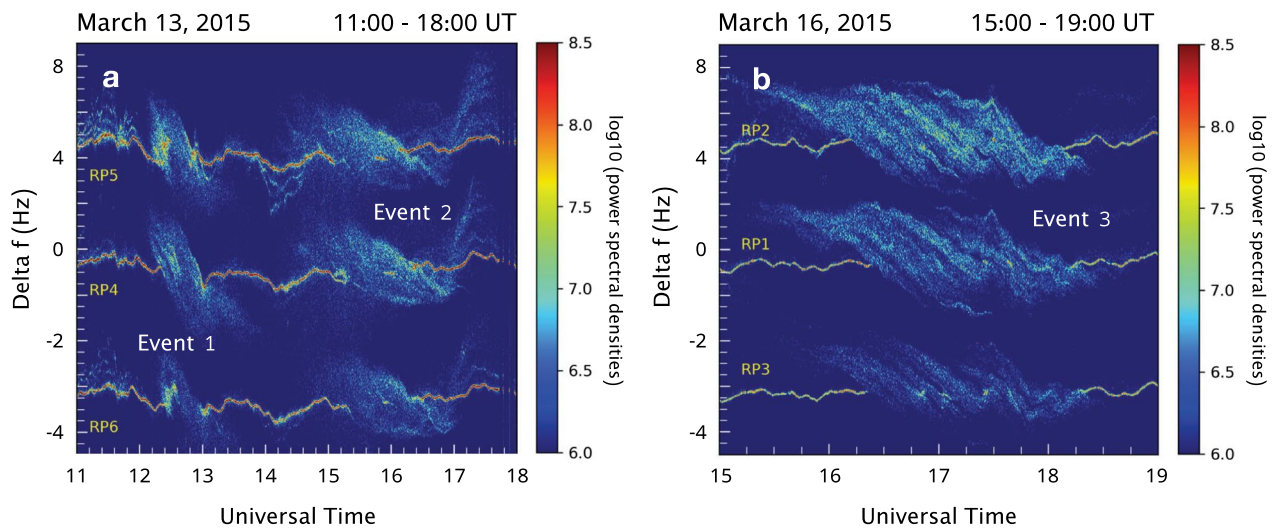 March 13, 2015 11:00 - 18:00 UT
a
8
4
0
-2
-4
Delta f (Hz)
RP5
Event 2
RP4
Event 1
RP6
11 12 13 14 15 16 17 18
Universal Time
8.5
8.0
7.5
7.0
6.5
6.0
log10 (power spectral densities)
March 16, 2015 15:00 - 19:00 UT
b
8
4
0
-2
-4
Delta f (Hz)
RP2
Event 3
RP1
RP3
15 16 17 18 19
Universal Time
8.5
8.0
7.5
7.0
6.5
6.0
log10 (power spectral densities)